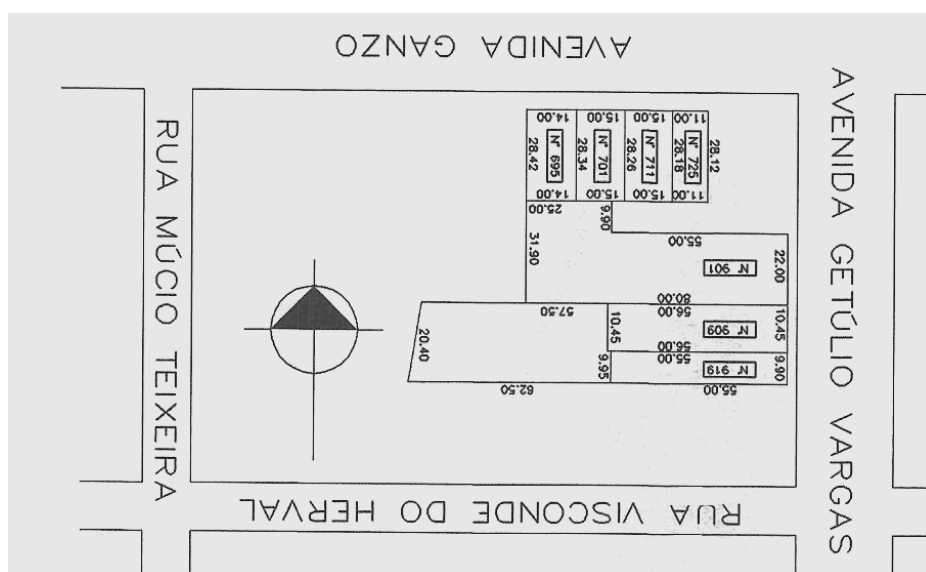 AVENIDA GANZO
AVENIDA GETÚLIO VARGAS
RUA MÚCIO TEIXEIRA
RUA VISCONDE DO HERVAL
14.00
15.00
15.00
11.00
28.42
Nº 695
28.34
Nº 701
28.26
Nº 711
28.18
Nº 725
28.12
14.00
15.00
15.00
11.00
25.00
9.90
55.00
31.90
Nº 901
22.00
80.00
57.50
56.00
20.40
10.45
Nº 909
10.45
56.00
55.00
9.95
Nº 919
9.90
62.50
55.00